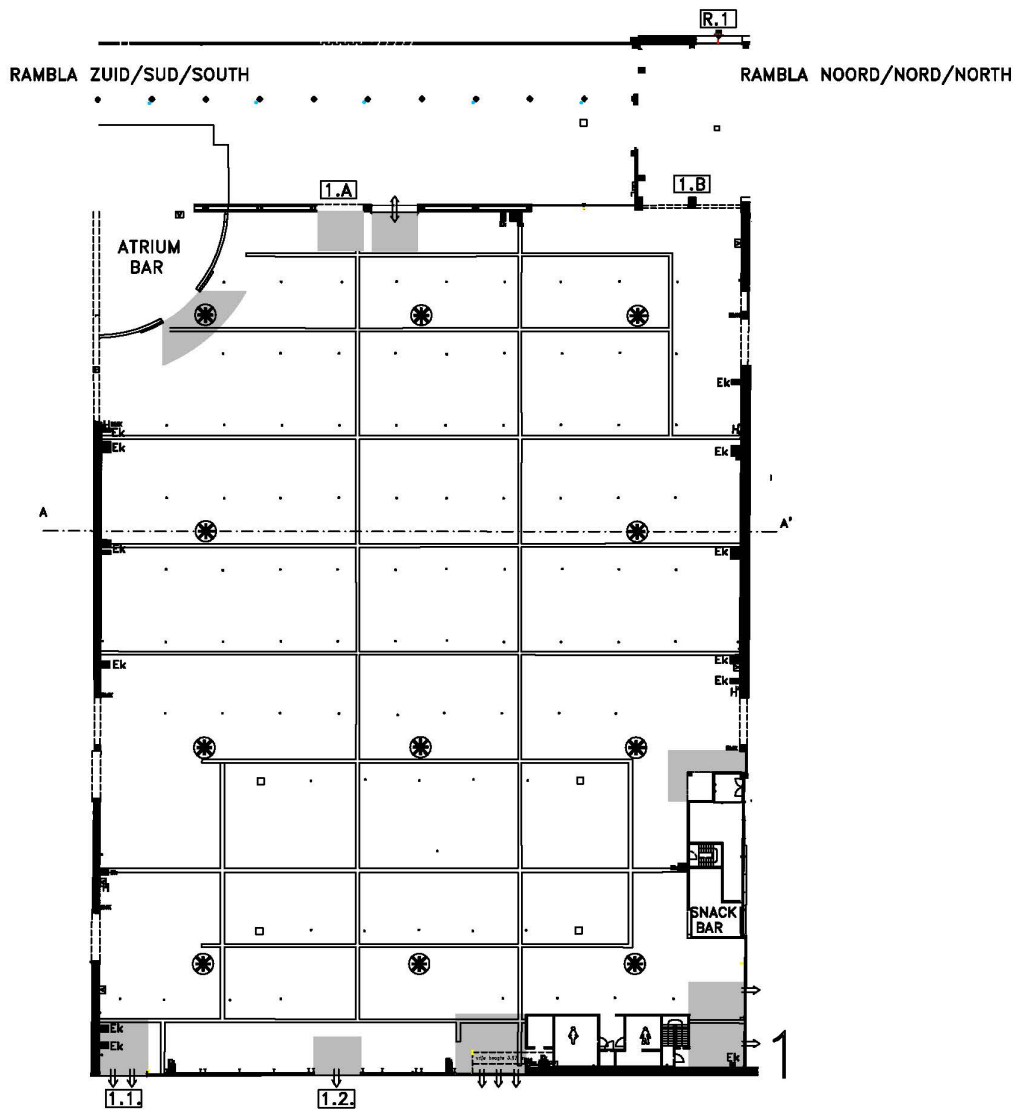 R.1
RAMBLA ZUID/SUD/SOUTH
RAMBLA NOORD/NORD/NORTH
1.A
1.B
ATRIUM
BAR
Ek
H
H
Ek
Ek
Ek
A
A'
Ek
Ek
Ek
Ek
Ek
H
H
SNACK
BAR
Ek
Ek
Ek
1
1.1.
1.2.